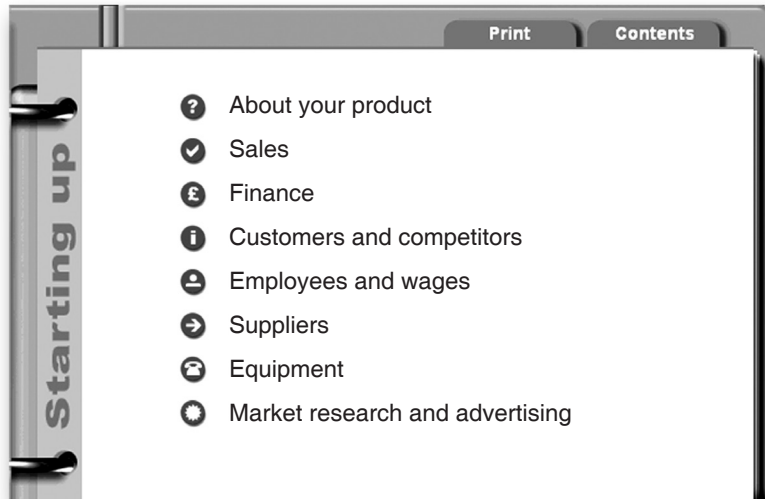 Print
Contents
Starting up
About your product
Sales
Finance
Customers and competitors
Employees and wages
Suppliers
Equipment
Market research and advertising